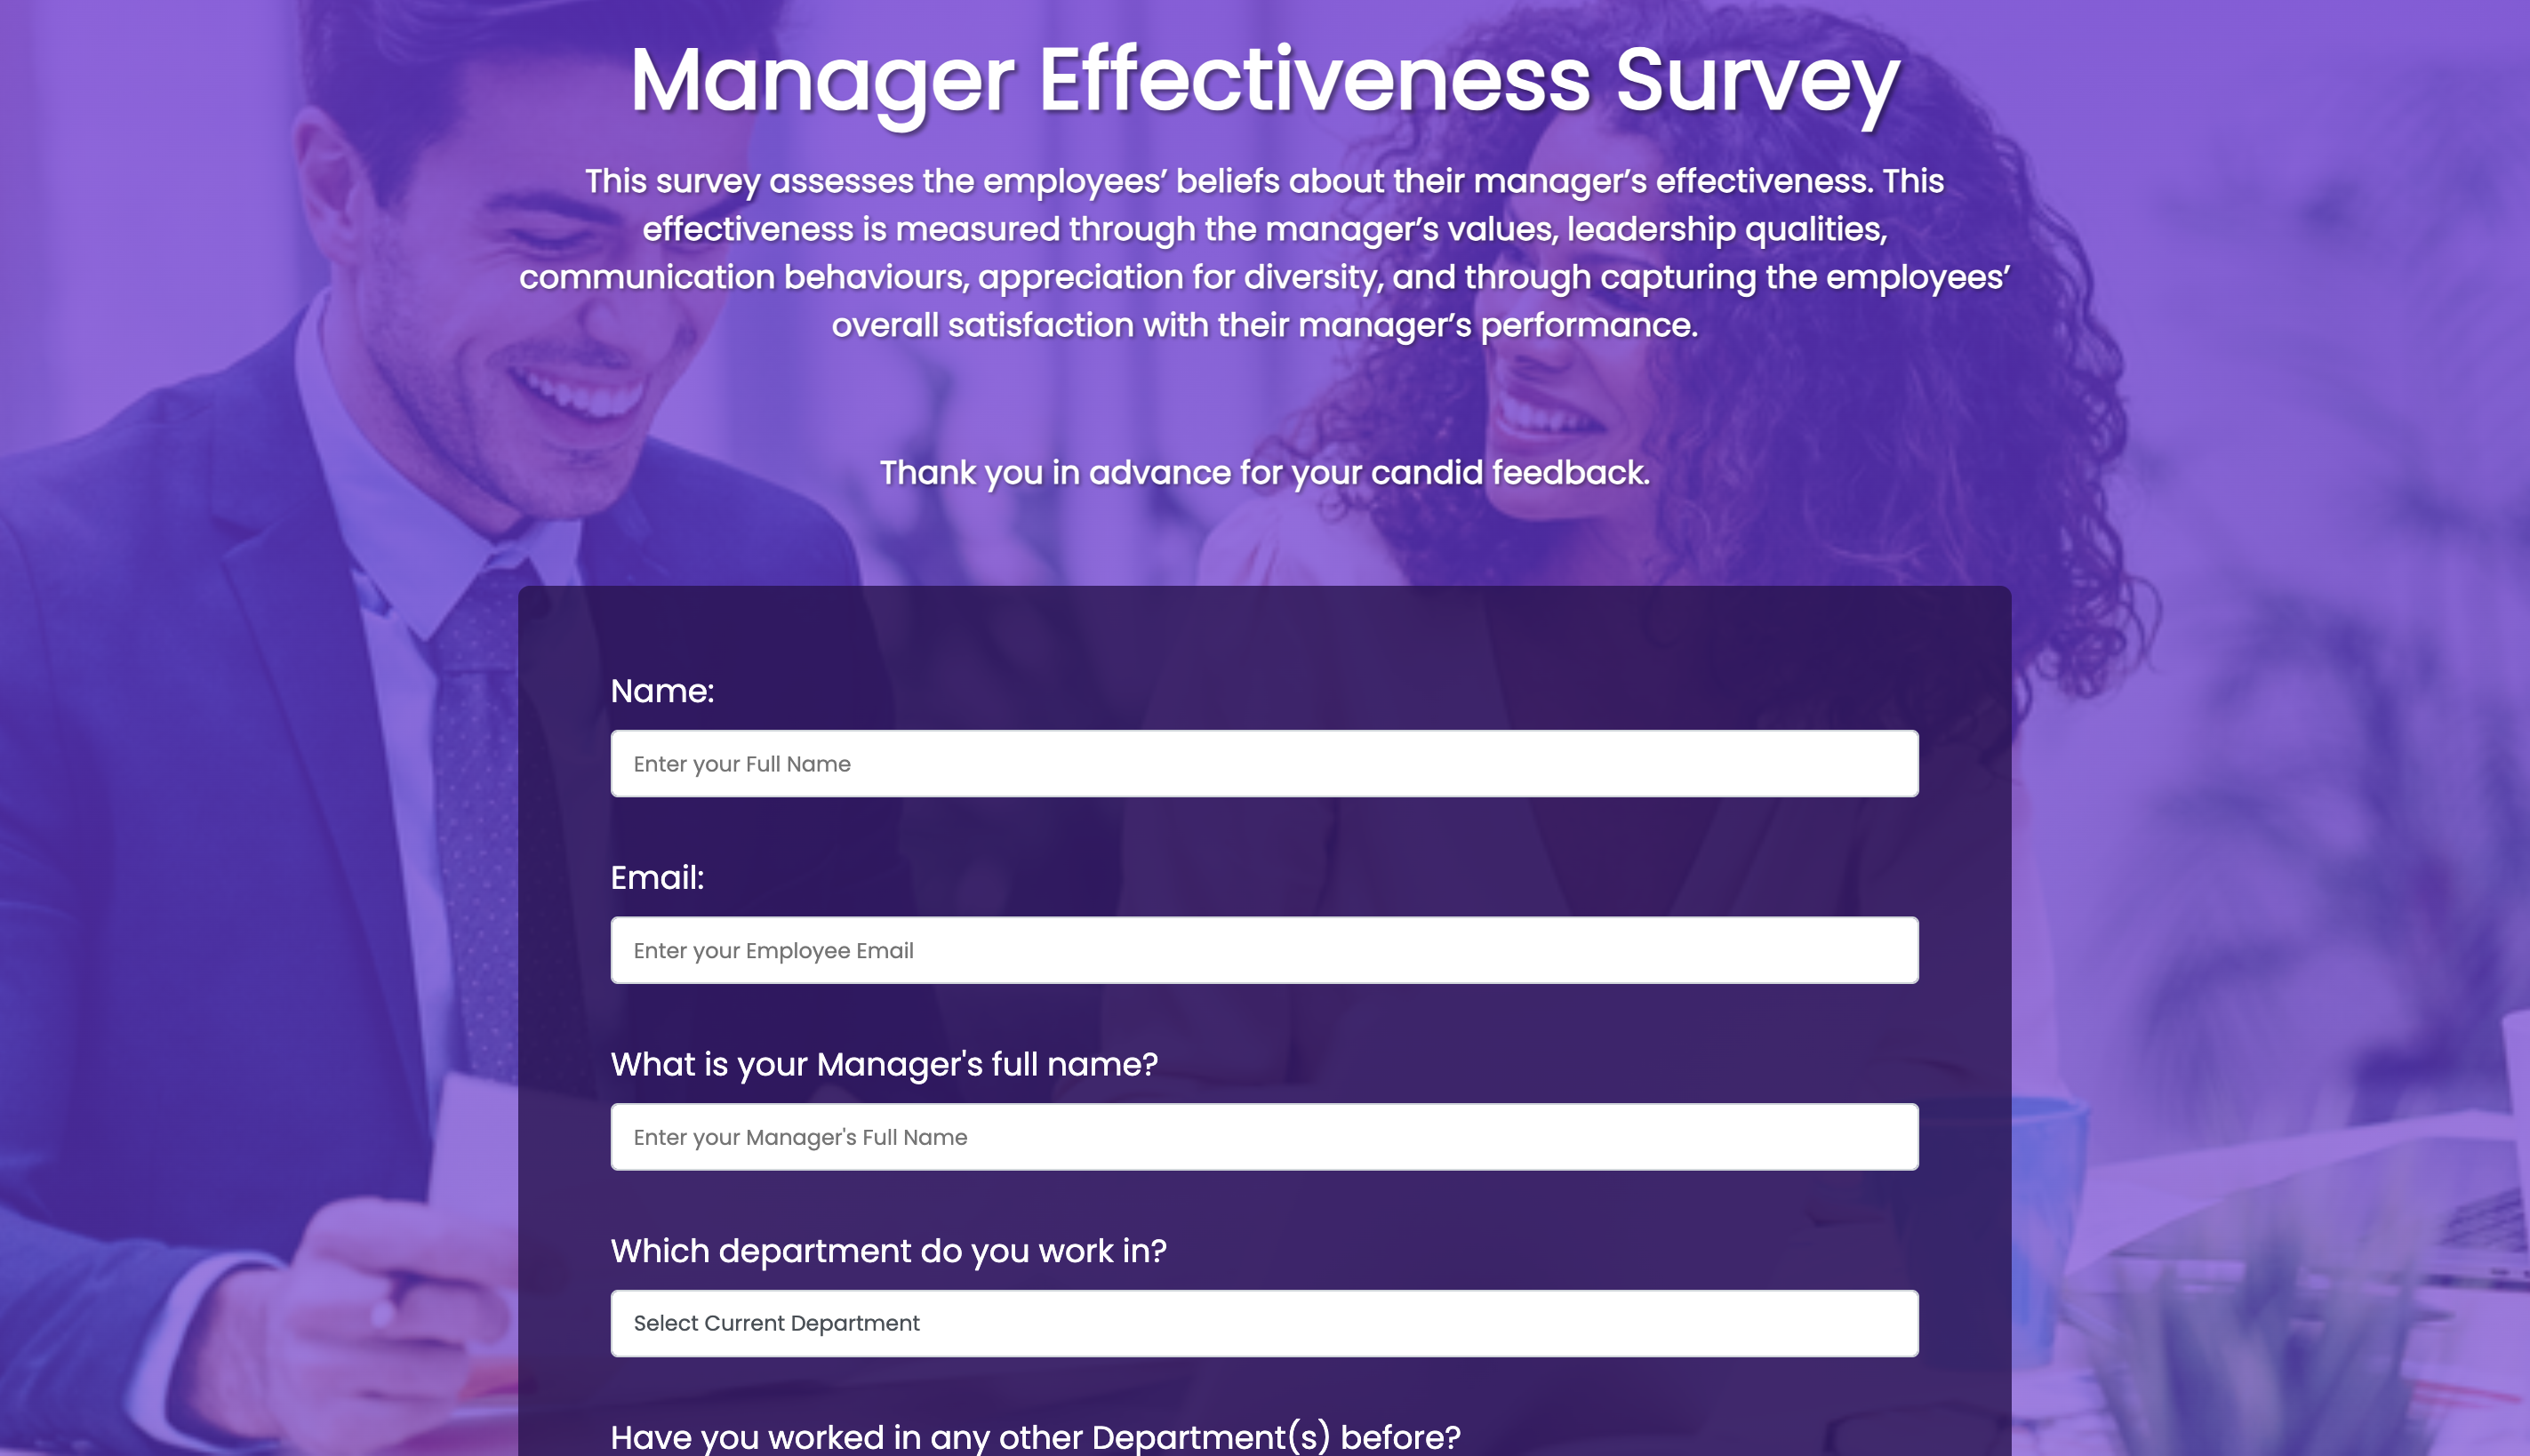 Manager Effectiveness Survey
This survey assesses the employees’ beliefs about their manager’s effectiveness. This
effectiveness is measured through the manager’s values, leadership qualities,
communication behaviours, appreciation for diversity, and through capturing the employees’
overall satisfaction with their manager’s performance.
Thank you in advance for your candid feedback.
Name:
Enter your Full Name
Email:
Enter your Employee Email
What is your Manager's full name?
Enter your Manager's Full Name
Which department do you work in?
Select Current Department
Have you worked in any other Department(s) before?